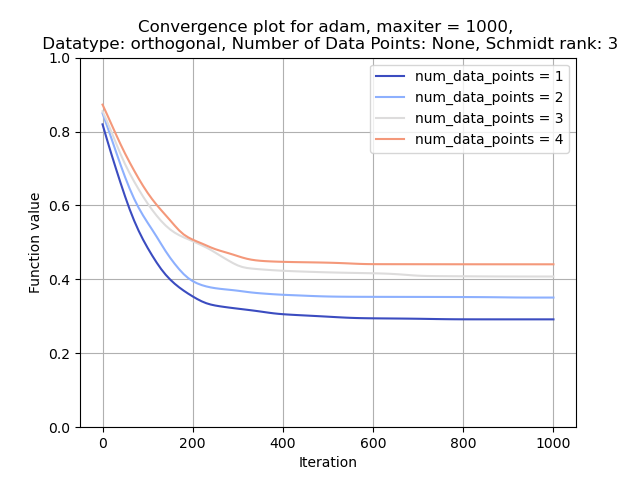 Convergence plot for adam, maxiter = 1000,
Datatype: orthogonal, Number of Data Points: None, Schmidt rank: 3
1.0
0.8
0.6
0.4
0.2
0.0
Function value
num_data_points = 1
num_data_points = 2
num_data_points = 3
num_data_points = 4
0 200 400 600 800 1000
Iteration